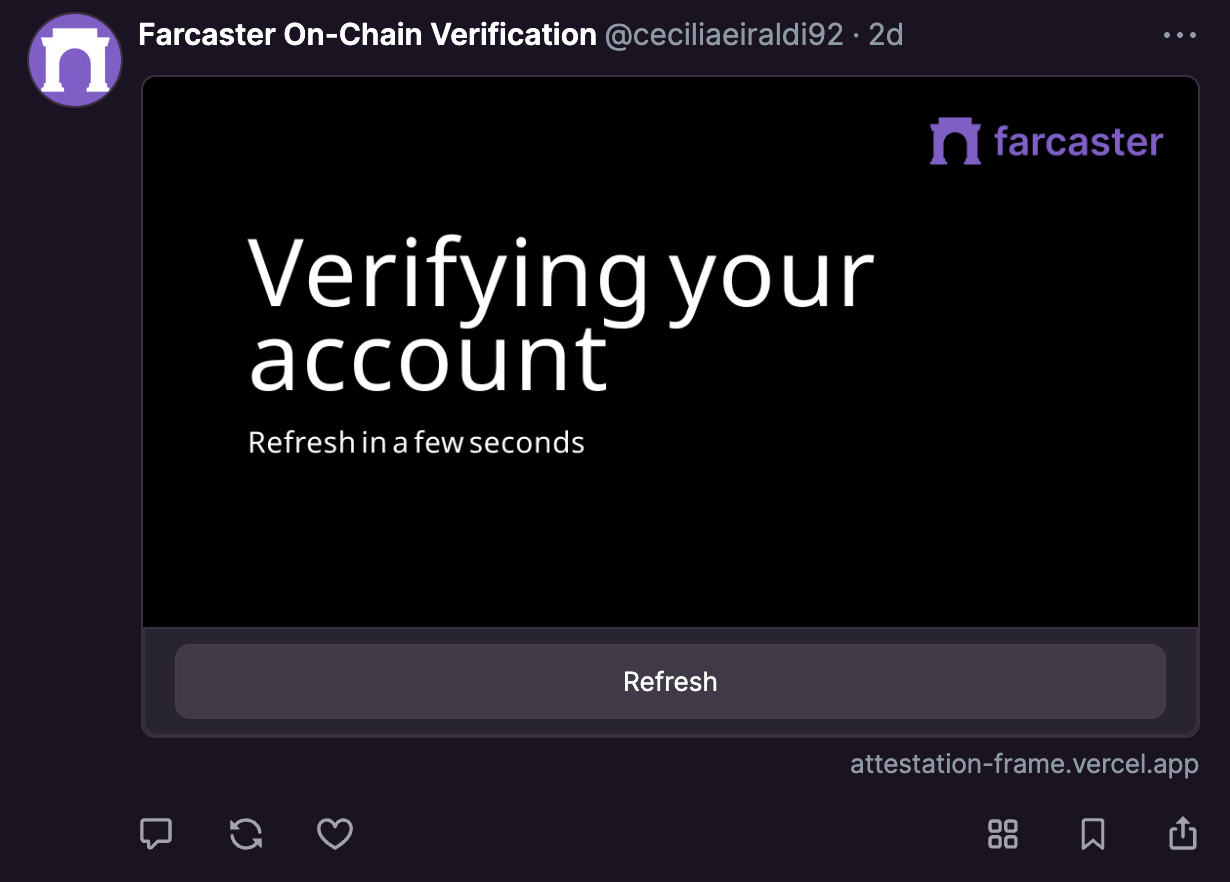 Farcaster On-Chain Verification @ceciliaeiraldi92 · 2d
farcaster
Verifying your
account
Refresh in a few seconds
Refresh
attestation-frame.vercel.app